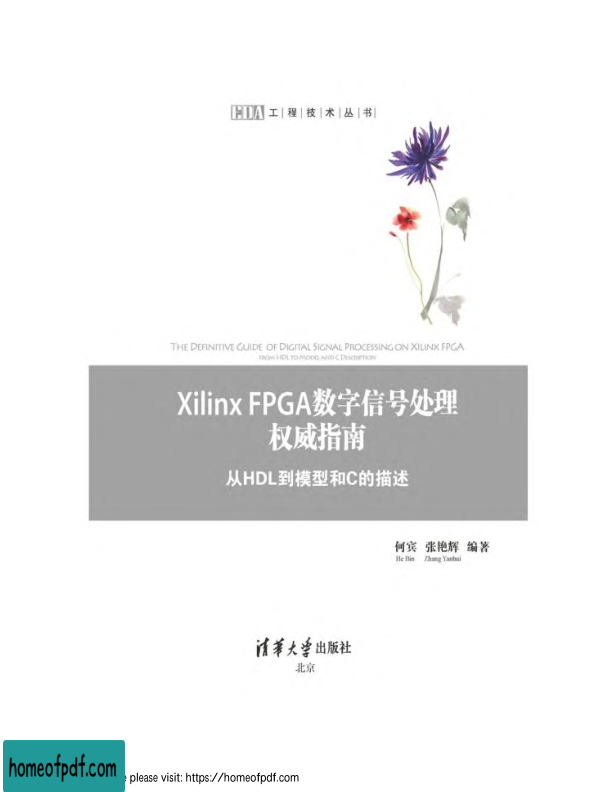 EDA工程技术丛书
THE DEFINITIVE GUIDE OF DIGITAL SIGNAL PROCESSING ON XILINX FPGA
FROM HDL TO MODEL AND C DESCRIPTION
Xilinx FPGA数字信号处理
权威指南
从HDL到模型和C的描述
何宾 张艳辉 编著
He Bin Zhang Yanhui
清华大学出版社
北京
homeofpdf.com
please visit: https://homeofpdf.com